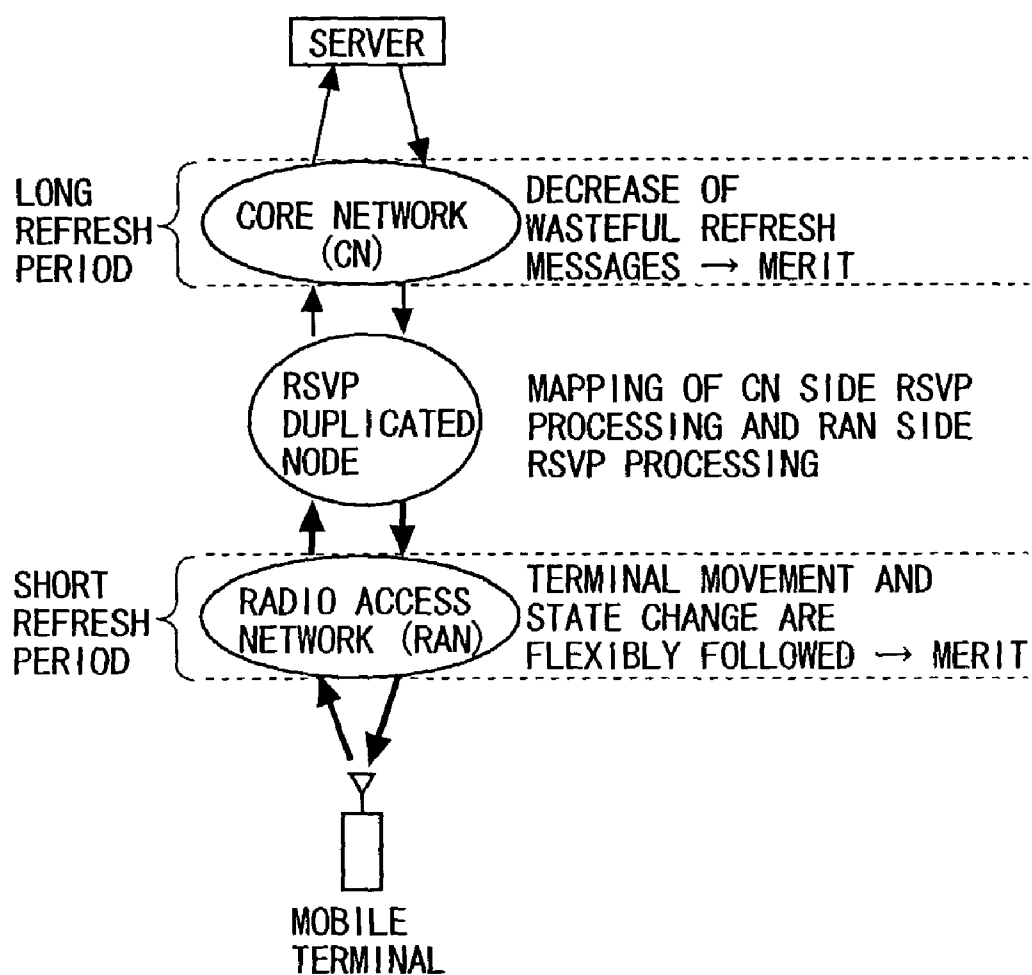 SERVER
LONG
REFRESH
PERIOD
CORE NETWORK
(CN)
DECREASE OF
WASTEFUL REFRESH
MESSAGES → MERIT
RSVP
DUPLICATED
NODE
MAPPING OF CN SIDE RSVP
PROCESSING AND RAN SIDE
RSVP PROCESSING
SHORT
REFRESH
PERIOD
RADIO ACCESS
NETWORK (RAN)
TERMINAL MOVEMENT AND
STATE CHANGE ARE
FLEXIBLY FOLLOWED → MERIT
MOBILE
TERMINAL